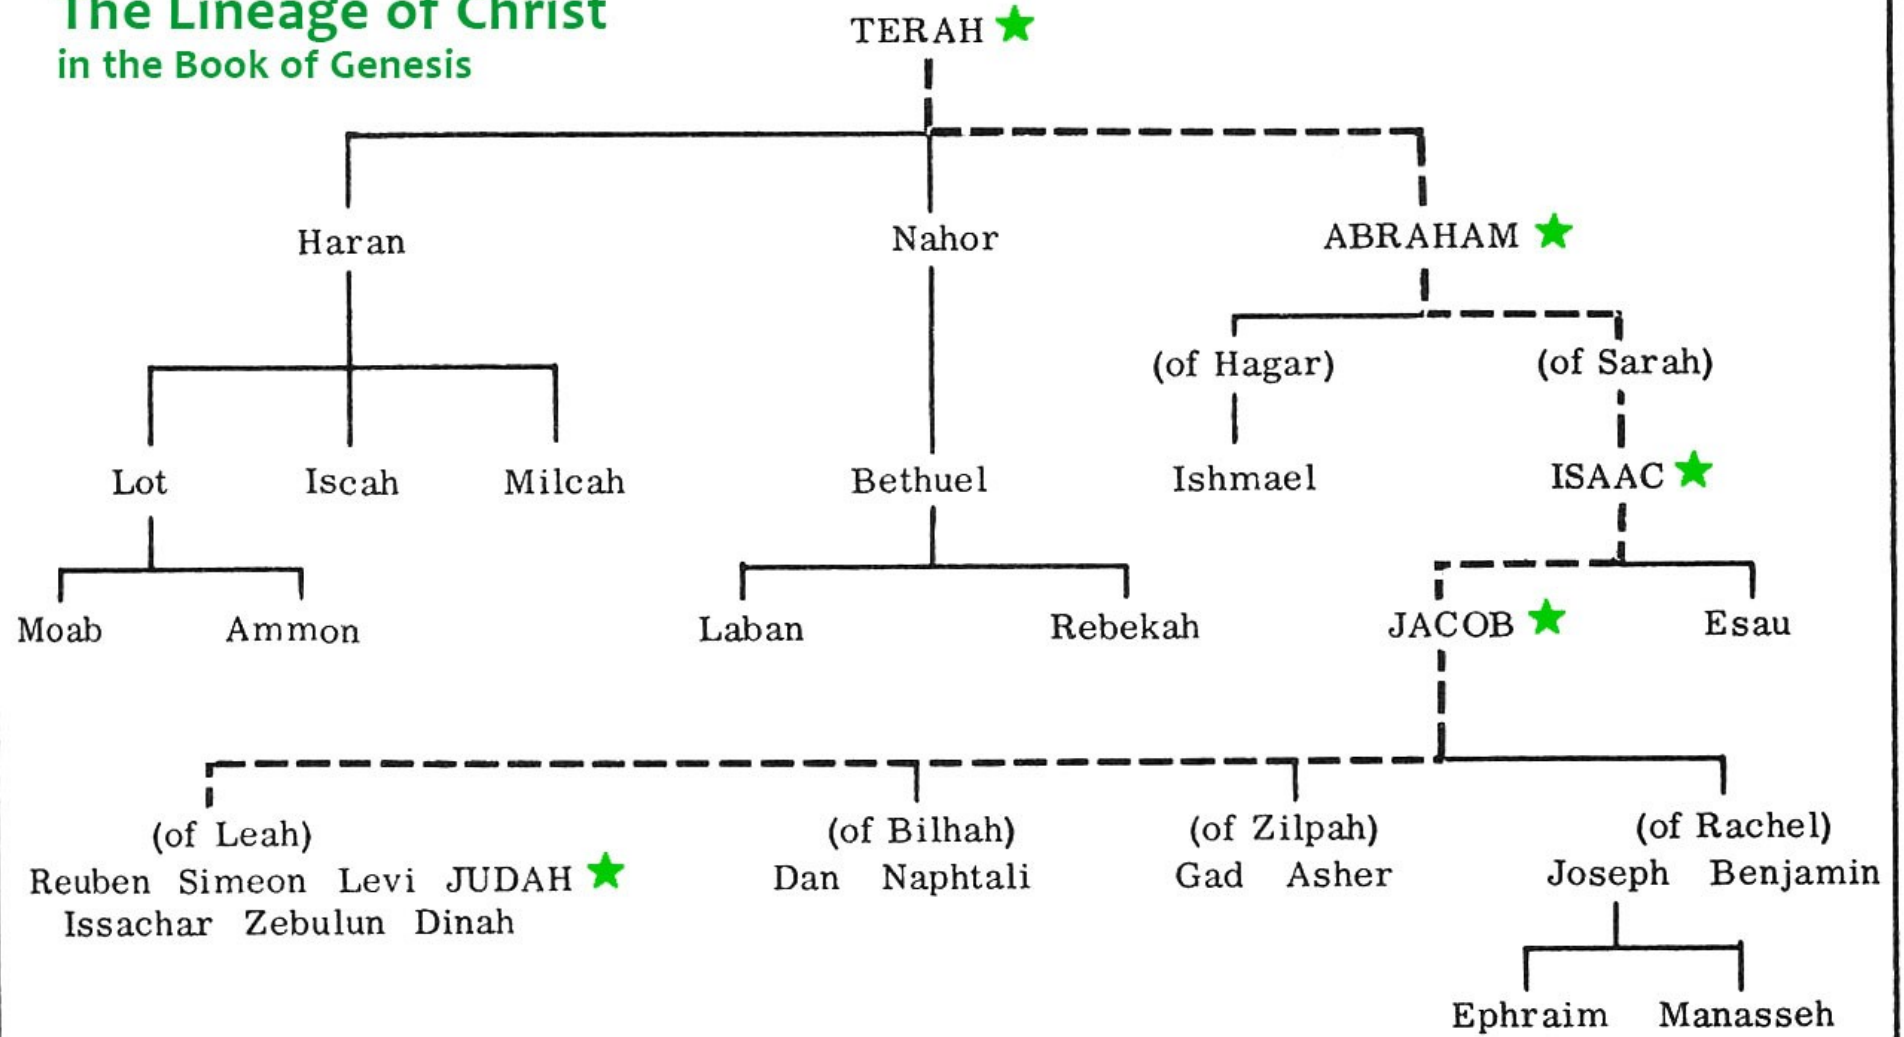 The Lineage of Christ
in the Book of Genesis
TERAH
Haran Nahor ABRAHAM
(of Hagar) (of Sarah)
Lot Iscah Milcah Bethuel Ishmael ISAAC
Moab Ammon Laban Rebekah JACOB Esau
(of Leah) (of Bilhah) (of Zilpah) (of Rachel)
Reuben Simeon Levi JUDAH Dan Naphtali Gad Asher Joseph Benjamin
Issachar Zebulun Dinah
Ephraim Manasseh